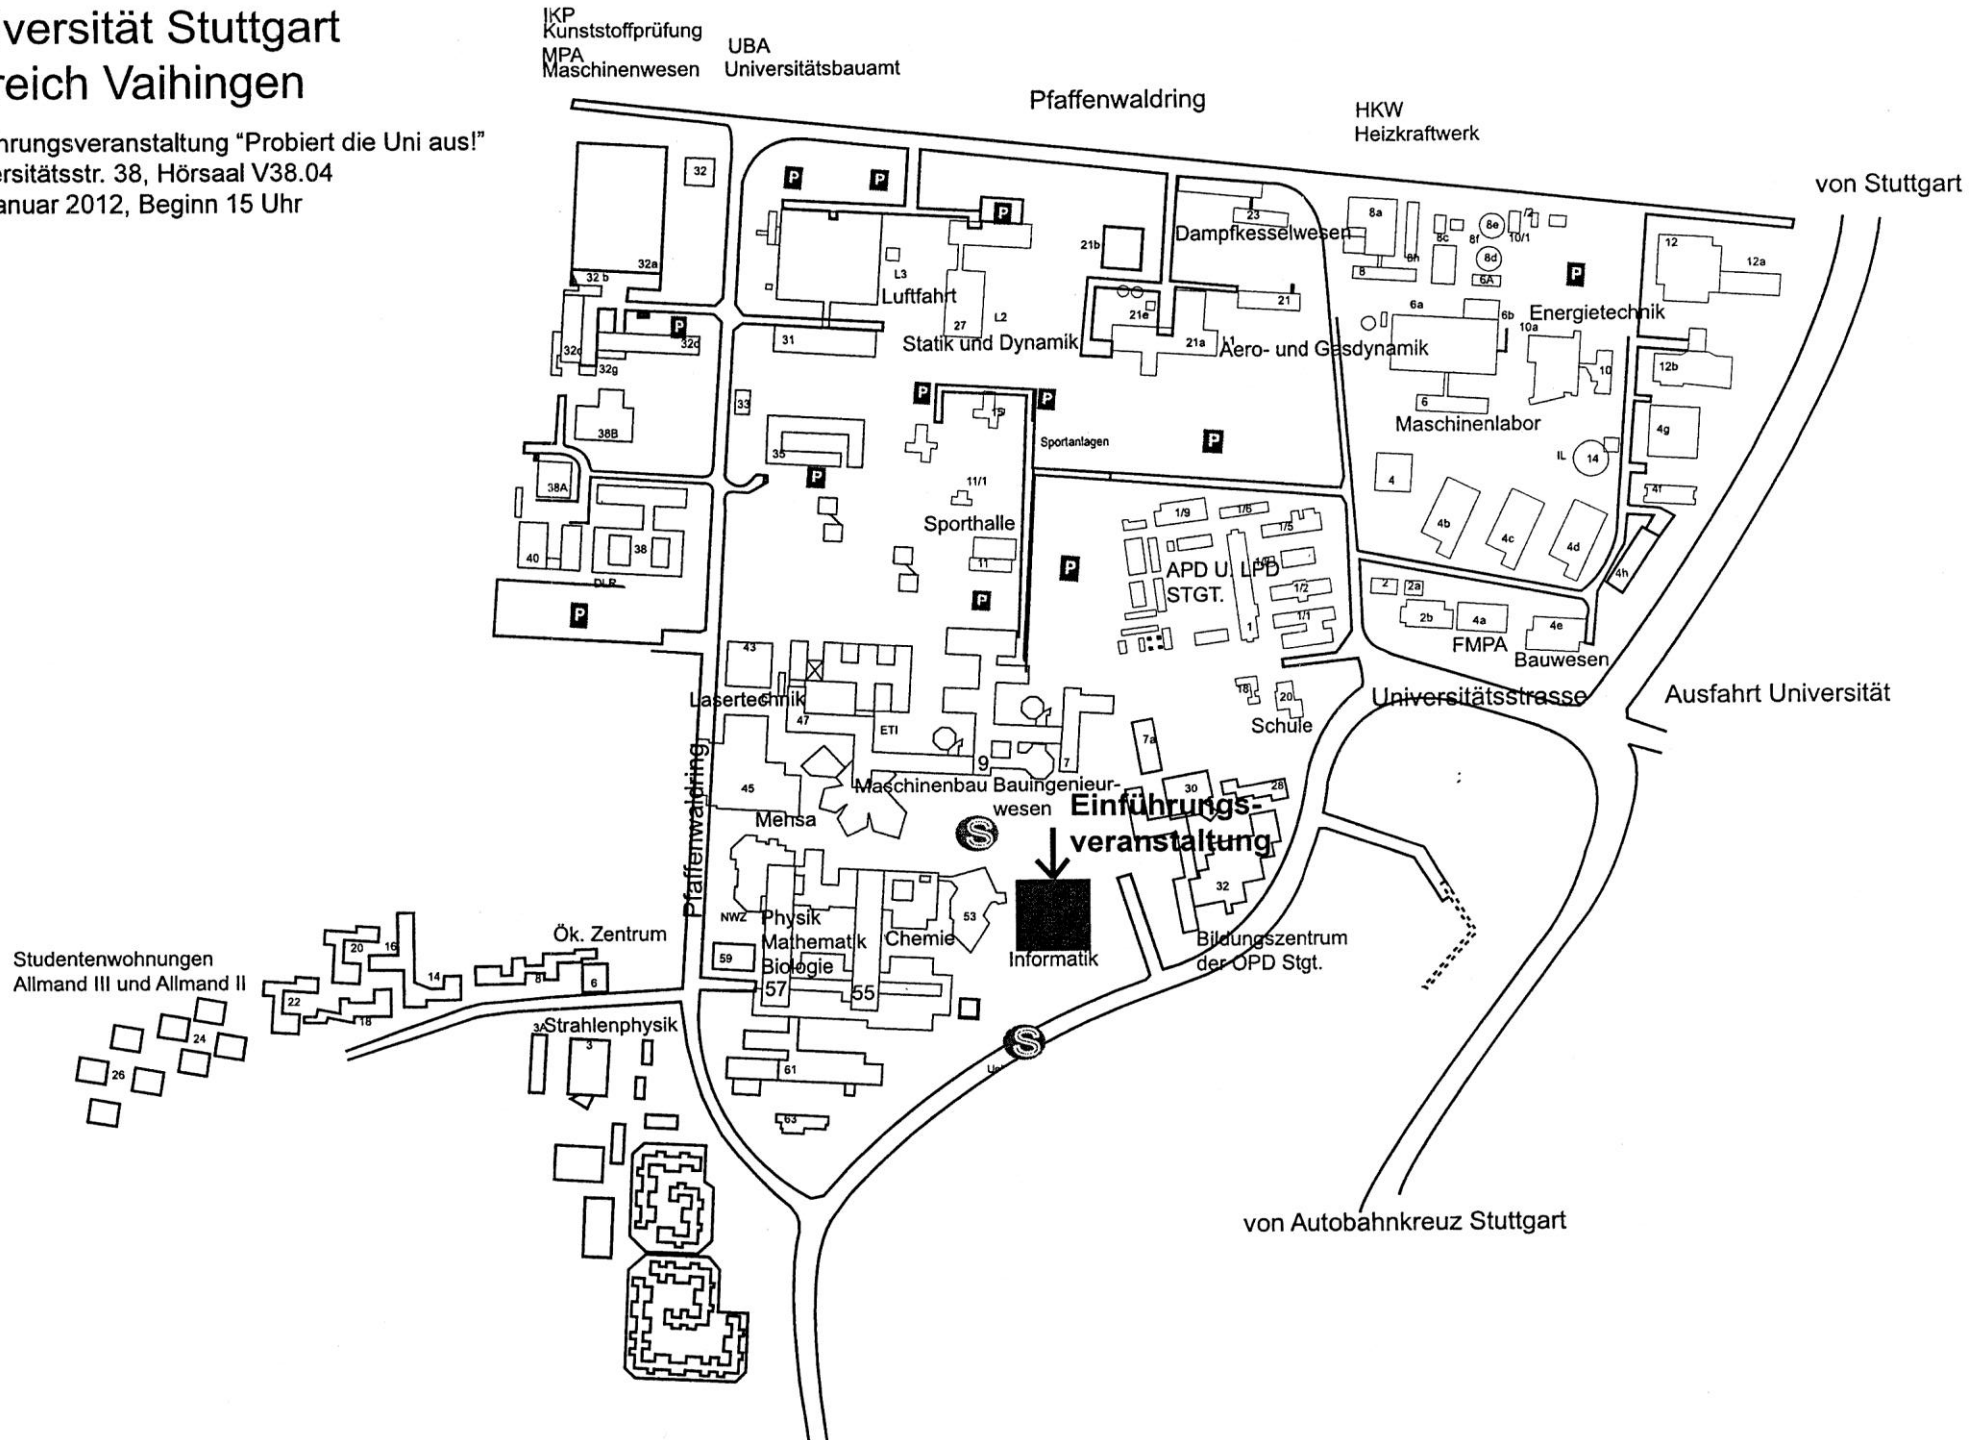 versität Stuttgart
reich Vaihingen
hrungsveranstaltung “Probiert die Uni aus!”
ersitätsstr. 38, Hörsaal V38.04
anuar 2012, Beginn 15 Uhr
IKP
Kunststoffprüfung
MPA
Maschinenwesen
UBA
Universitätsbauamt
Pfaffenwaldring
HKW
Heizkraftwerk
von Stuttgart
P
P
P
P
32
32a
32 b
32c
32d
32g
P
L3
Luftfahrt
L2
27
31
Statik und Dynamik
21b
21e
21a
21
23
Dampfkesselwesen
Aero- und Gasdynamik
8a
8h
8c
8f
8e
8d
8
6A
10/1
12
12a
6a
6b
10a
Energietechnik
10
12b
6
Maschinenlabor
4g
IL
14
4
4f
4b
4c
4d
4h
33
38B
35
P
P
P
Sportanlagen
P
38A
11/1
Sporthalle
11
P
P
40
38
DLR
P
1/9
1/6
1/5
APD U. LPD
STGT.
1/2
1/1
1
2
2a
2b
4a
4e
FMPA
Bauwesen
43
Lasertechnik
47
ETI
18
20
Schule
Universitätsstrasse
Ausfahrt Universität
7a
9
7
45
Mensa
Maschinenbau
Bauingenieur-
wesen
Einführungs-
veranstaltung
30
28
32
S
Pfaffenwaldring
NWZ
Physik
Mathematik
Biologie
Chemie
53
Informatik
Bildungszentrum
der OPD Stgt.
59
57
55
Ök. Zentrum
Studentenwohnungen
Allmand III und Allmand II
20
16
14
8
6
22
18
24
26
3A
Strahlenphysik
3
61
63
S
von Autobahnkreuz Stuttgart